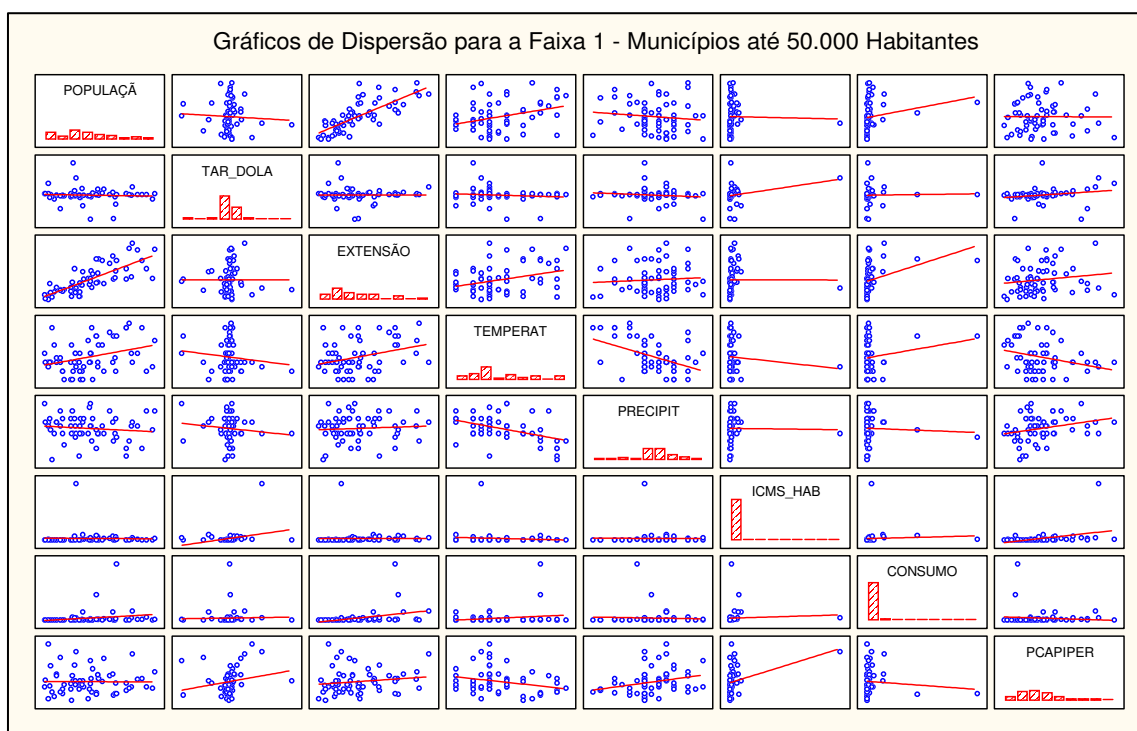 Gráficos de Dispersão para a Faixa 1 - Municípios até 50.000 Habitantes
POPULAÇÃ
TAR_DOLA
EXTENSÃO
TEMPERAT
PRECIPIT
ICMS_HAB
CONSUMO
PCAPIPER